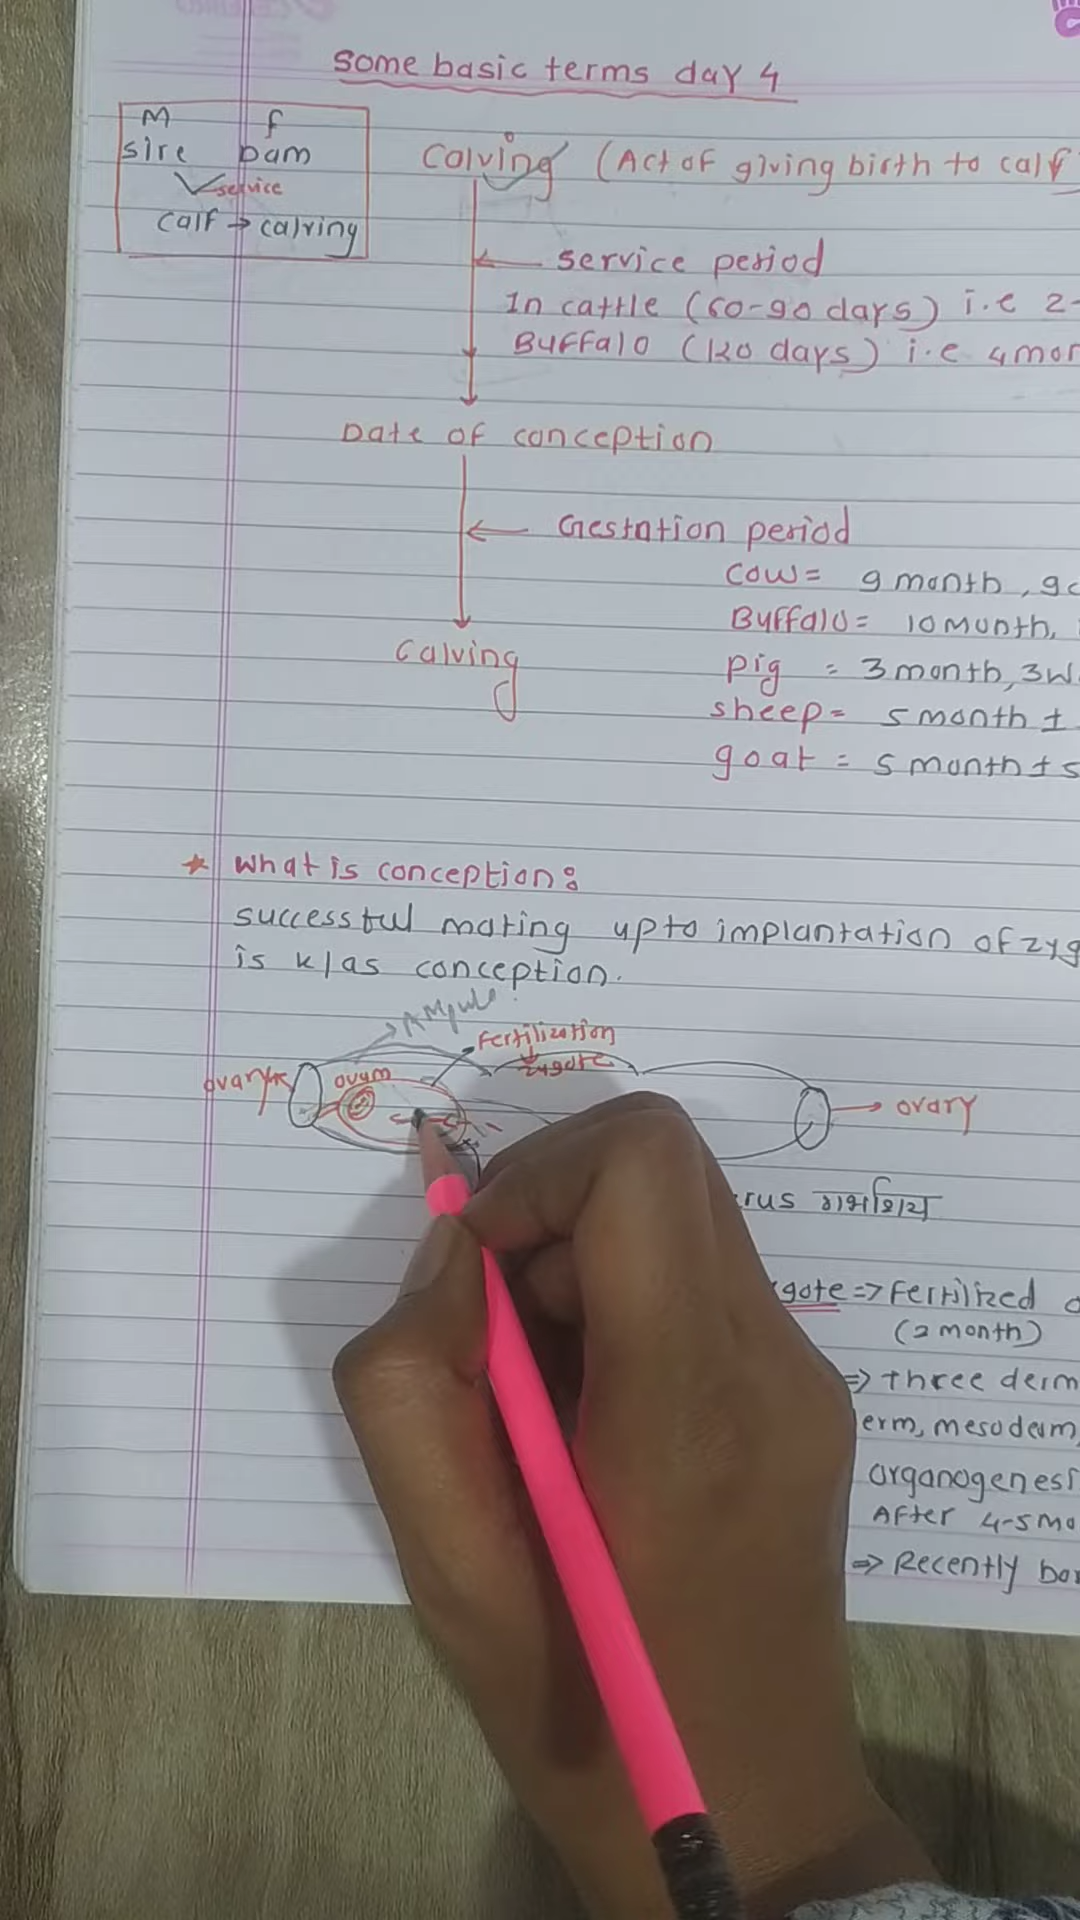 some basic terms day 4
M f
sire Dam
service
calf → calving
Calving (Act of giving birth to calf)
← service period
In cattle (60-90 days) i.e 2-
Buffalo (120 days) i.e 4 mon
Date of conception
← Gestation period
cow = 9 month, 9
Buffalo = 10 month,
Calving
pig = 3 month, 3w
sheep = 5 month ±
goat = 5 month ± 5
* What is conception:
successful mating upto implantation of zyg
is k/as conception.
→ Ampule
Fertilization
zygote
ovary ovum
→ ovary
rus गर्भाशय
gote => Fertilized
(2 month)
=> three derm
erm, mesoderm,
organogenesi
After 4-5 mo
=> Recently bo